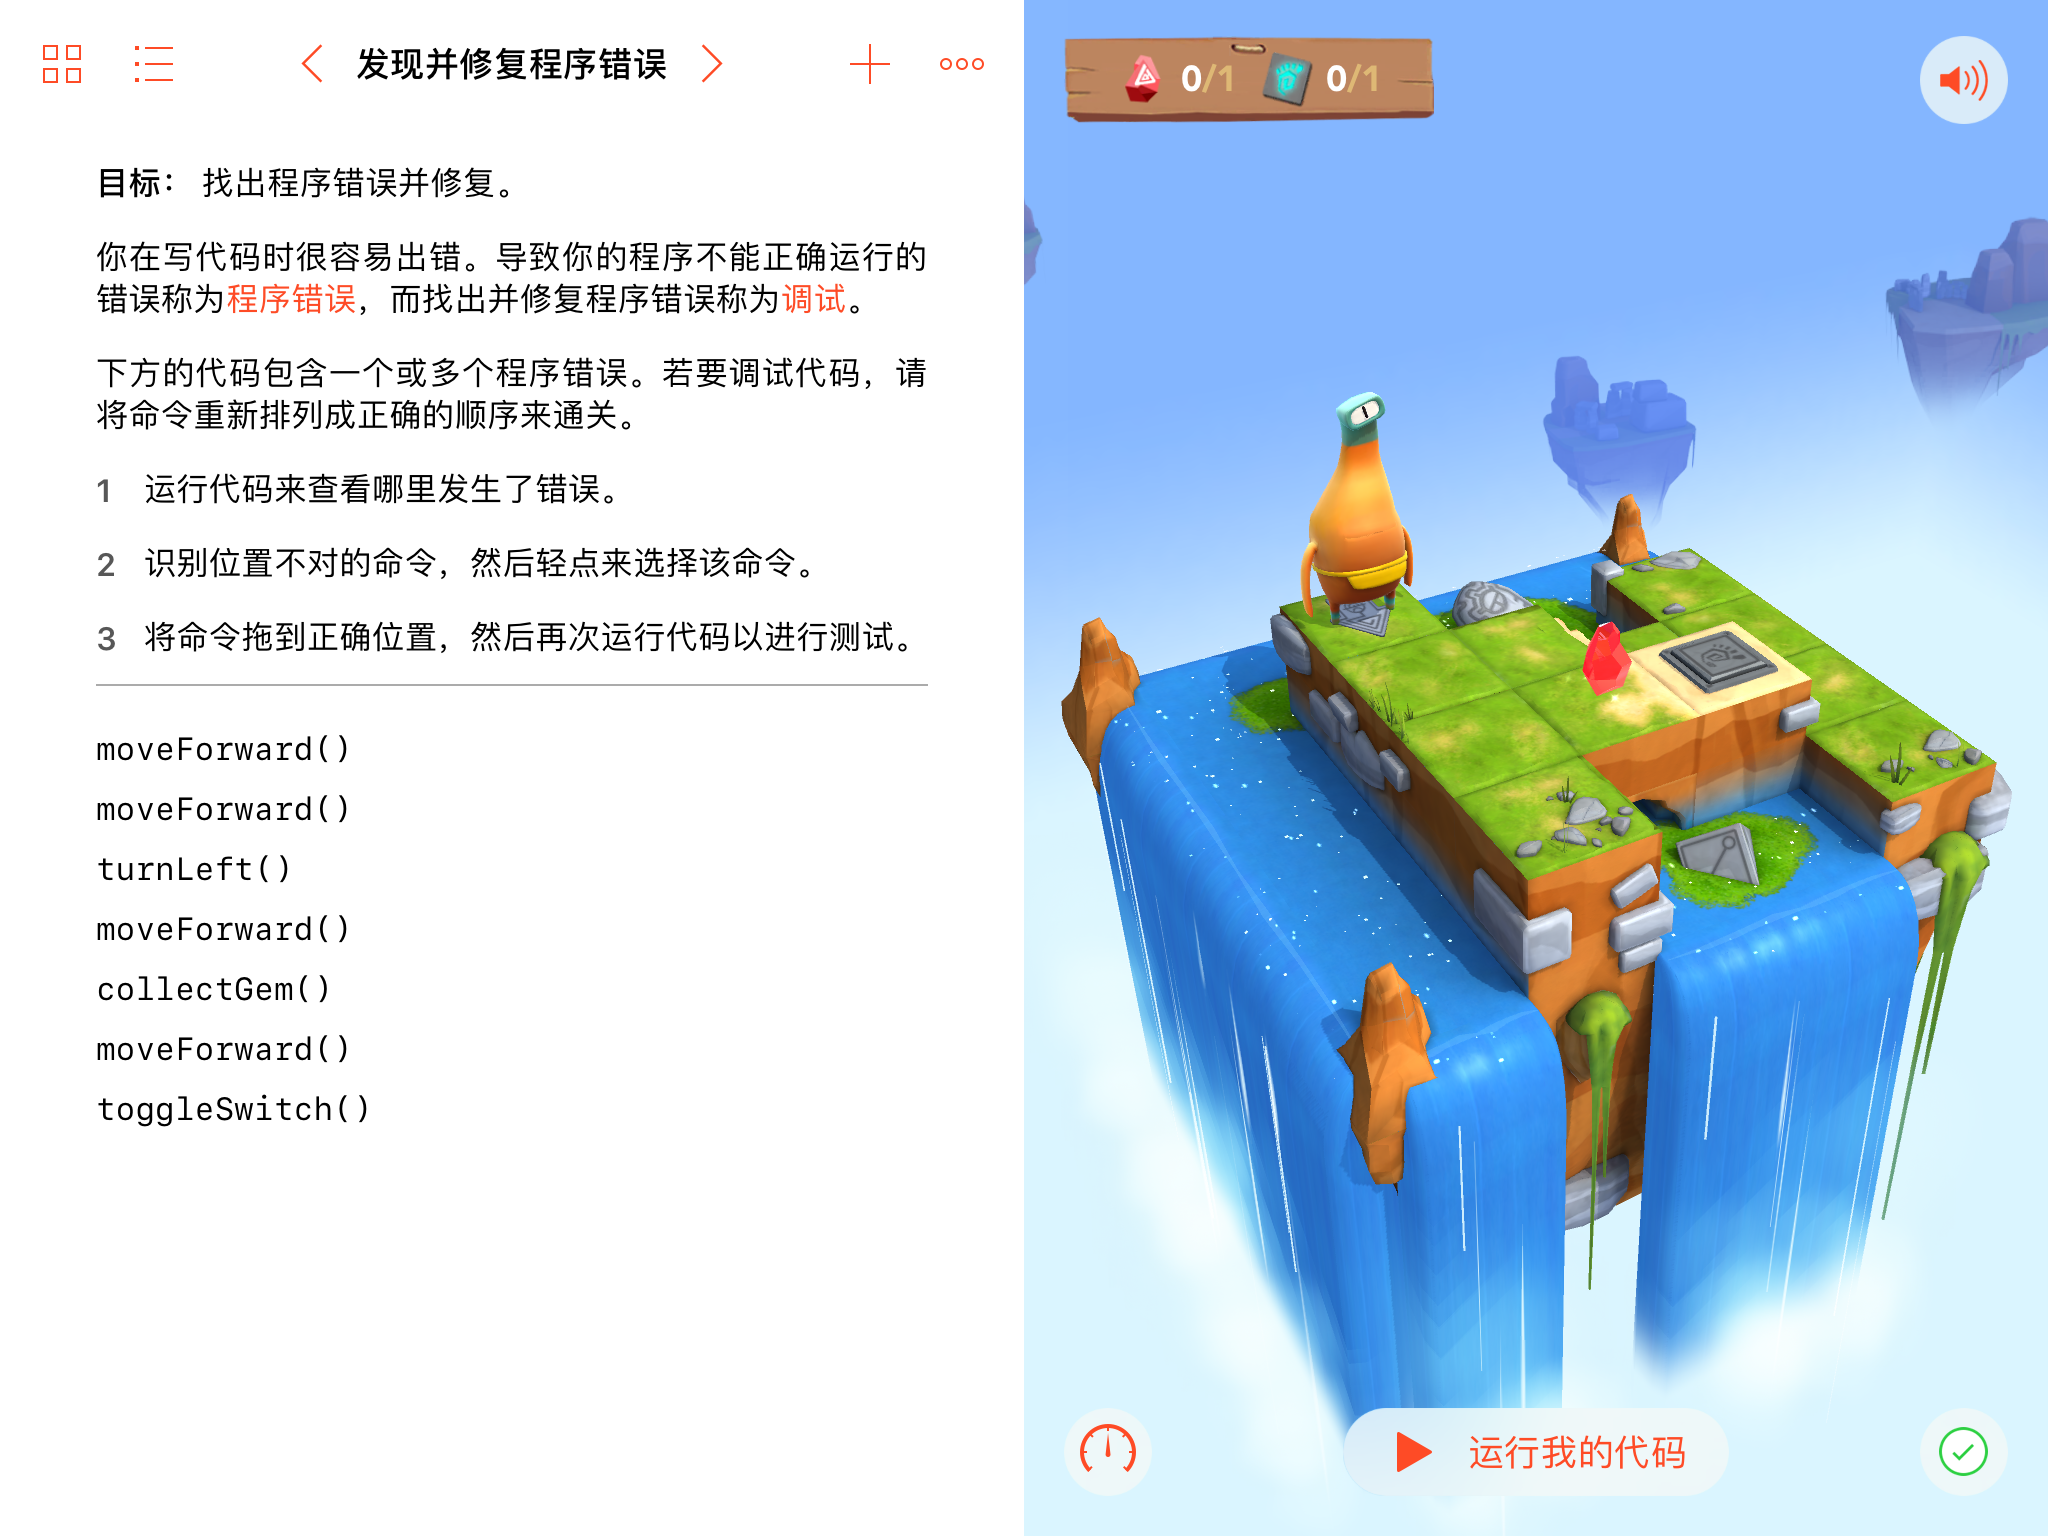 发现并修复程序错误
目标： 找出程序错误并修复。
你在写代码时很容易出错。导致你的程序不能正确运行的
错误称为程序错误，而找出并修复程序错误称为调试。
下方的代码包含一个或多个程序错误。若要调试代码，请
将命令重新排列成正确的顺序来通关。
1 运行代码来查看哪里发生了错误。
2 识别位置不对的命令，然后轻点来选择该命令。
3 将命令拖到正确位置，然后再次运行代码以进行测试。
moveForward()
moveForward()
turnLeft()
moveForward()
collectGem()
moveForward()
toggleSwitch()
0/1 0/1
运行我的代码